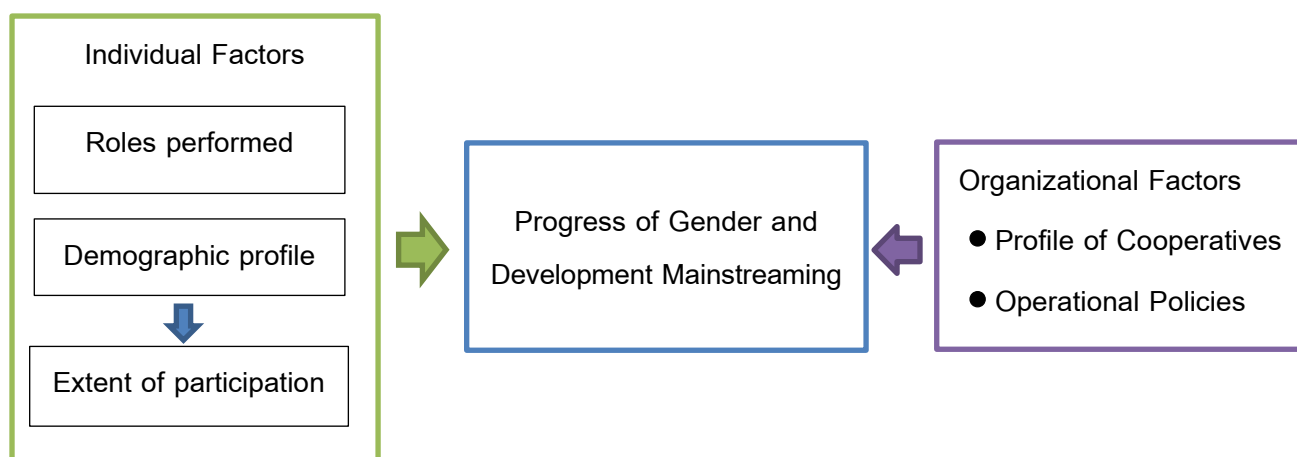 Individual Factors
Roles performed
Demographic profile
Extent of participation
Progress of Gender and
Development Mainstreaming
Organizational Factors
● Profile of Cooperatives
● Operational Policies